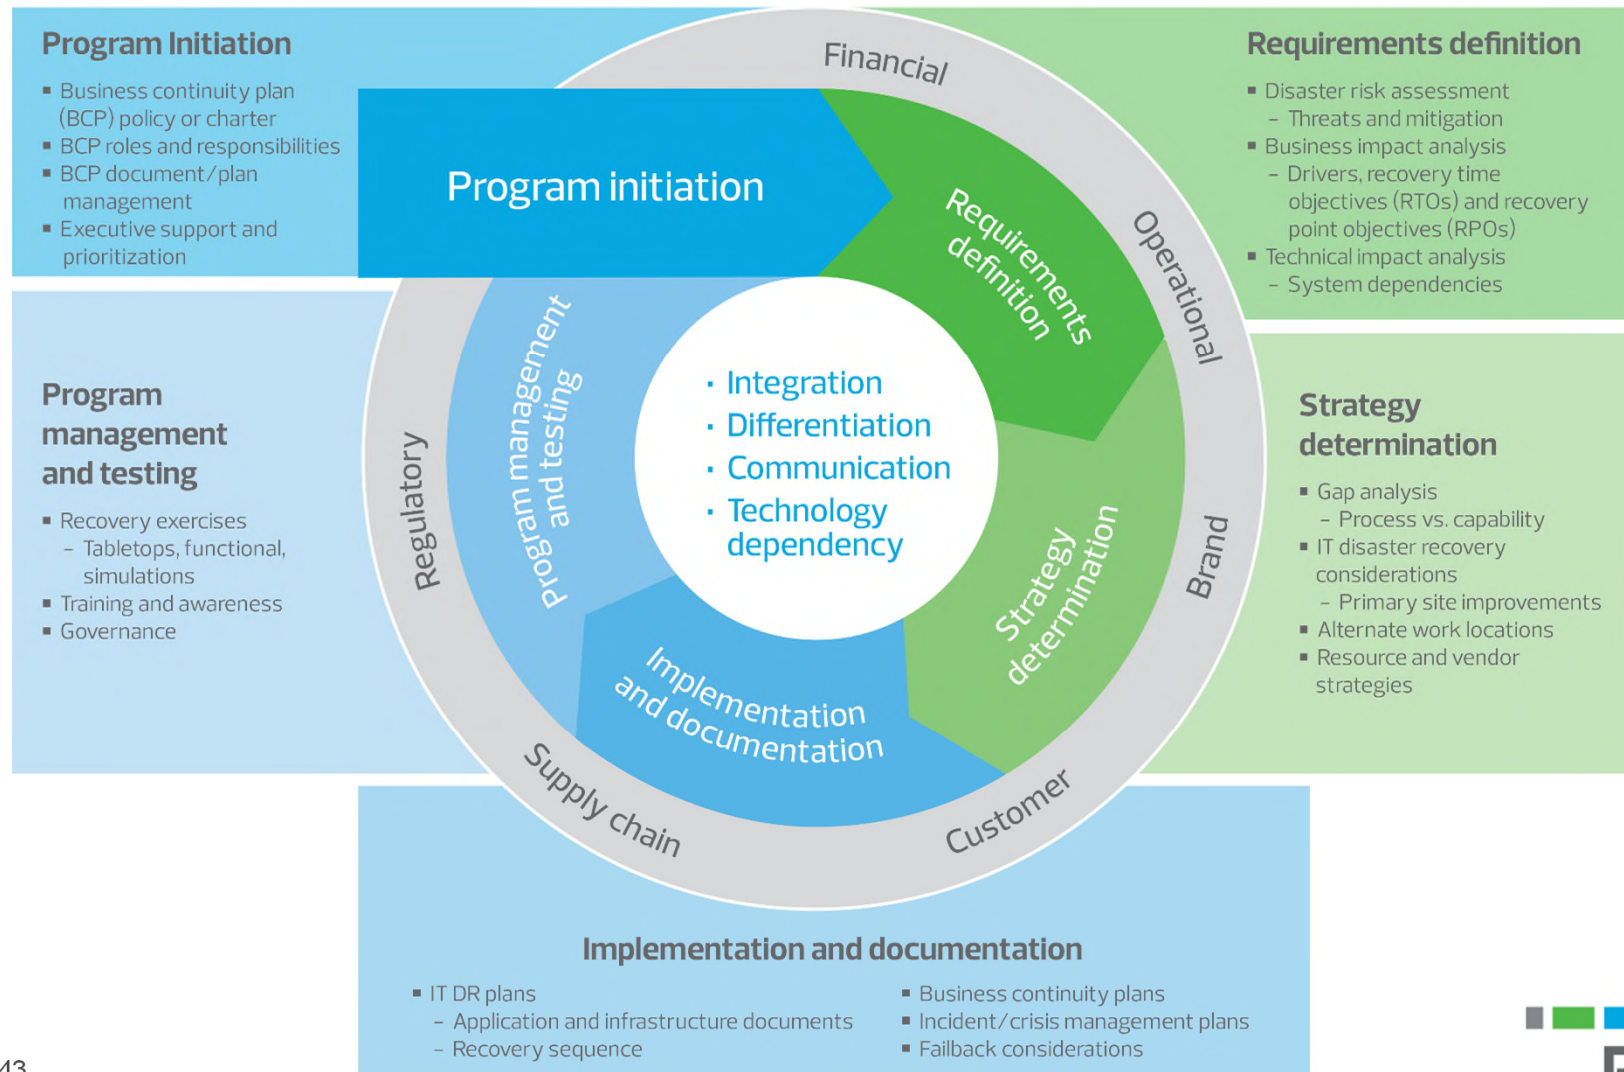 Program Initiation
▪ Business continuity plan
(BCP) policy or charter
▪ BCP roles and responsibilities
▪ BCP document/plan
management
▪ Executive support and
prioritization
Program
management
and testing
▪ Recovery exercises
– Tabletops, functional,
simulations
▪ Training and awareness
▪ Governance
Financial
Operational
Brand
Customer
Supply chain
Regulatory
Program initiation
Requirements
definition
Strategy
determination
Implementation
and documentation
Program management
and testing
· Integration
· Differentiation
· Communication
· Technology
dependency
Requirements definition
▪ Disaster risk assessment
– Threats and mitigation
▪ Business impact analysis
– Drivers, recovery time
objectives (RTOs) and recovery
point objectives (RPOs)
▪ Technical impact analysis
– System dependencies
Strategy
determination
▪ Gap analysis
– Process vs. capability
▪ IT disaster recovery
considerations
– Primary site improvements
▪ Alternate work locations
▪ Resource and vendor
strategies
Implementation and documentation
▪ IT DR plans
– Application and infrastructure documents
– Recovery sequence
▪ Business continuity plans
▪ Incident/crisis management plans
▪ Failback considerations
43